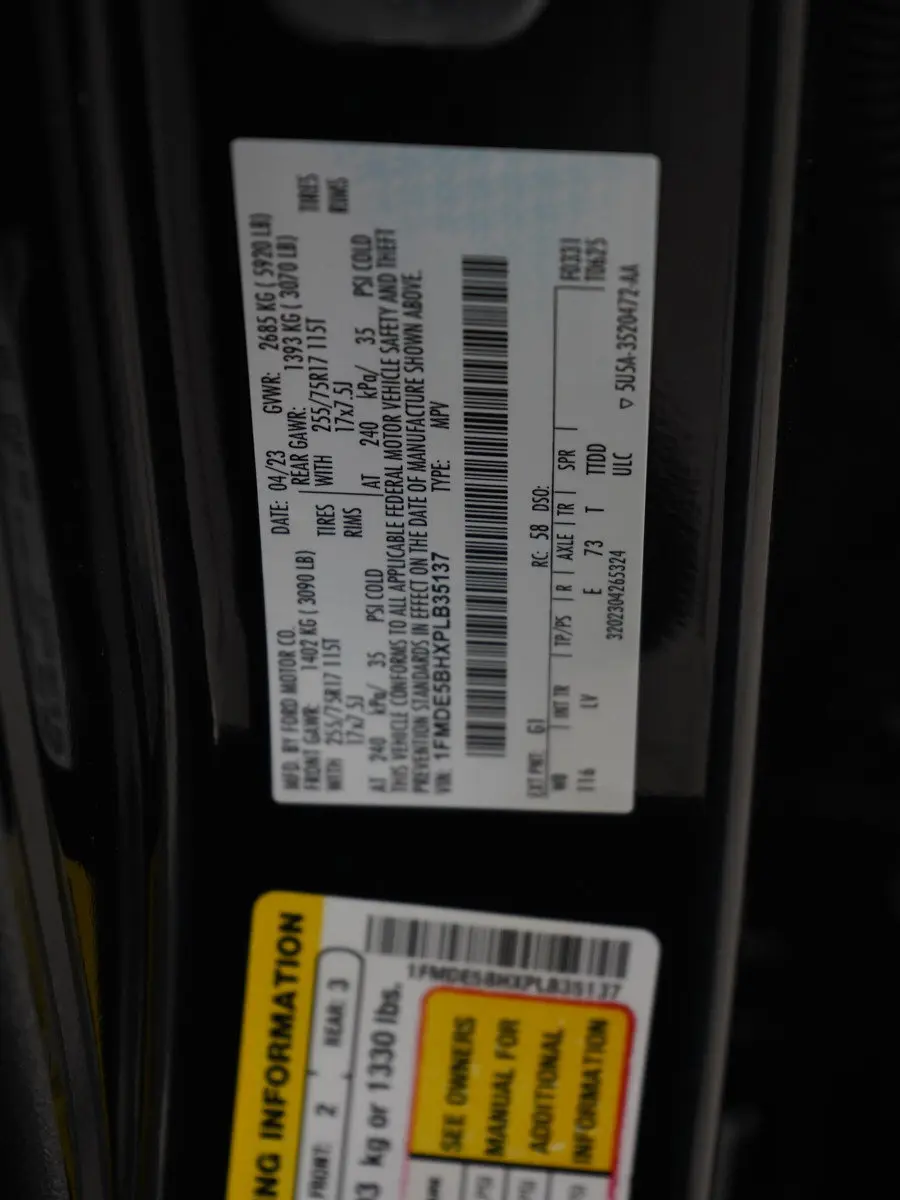 MFD. BY FORD MOTOR CO.
DATE: 04/23 GVWR: 2685 KG ( 5920 LB)
FRONT GAWR: 1402 KG ( 3090 LB)
REAR GAWR: 1393 KG ( 3070 LB)
WITH 255/75R17 115T TIRES
WITH 255/75R17 115T TIRES
17x7.5J RIMS
17x7.5J RIMS
AT 240 kPa/ 35 PSI COLD
AT 240 kPa/ 35 PSI COLD
THIS VEHICLE CONFORMS TO ALL APPLICABLE FEDERAL MOTOR VEHICLE SAFETY AND THEFT
PREVENTION STANDARDS IN EFFECT ON THE DATE OF MANUFACTURE SHOWN ABOVE.
VIN: 1FMDE5BHXPLB35137 TYPE: MPV
EXT PNT: G1 RC: 58 DSO:
WB INT TR TP/PS R AXLE TR SPR F0331
116 LV E 73 T TTDD T0625
ULC
3202304265324 ▽ 5U5A-3520472-AA
NG INFORMATION
FRONT: 2 REAR: 3
kg or 1330 lbs.
1FMDE5BHXPLB35137
SEE OWNERS
MANUAL FOR
ADDITIONAL
INFORMATION